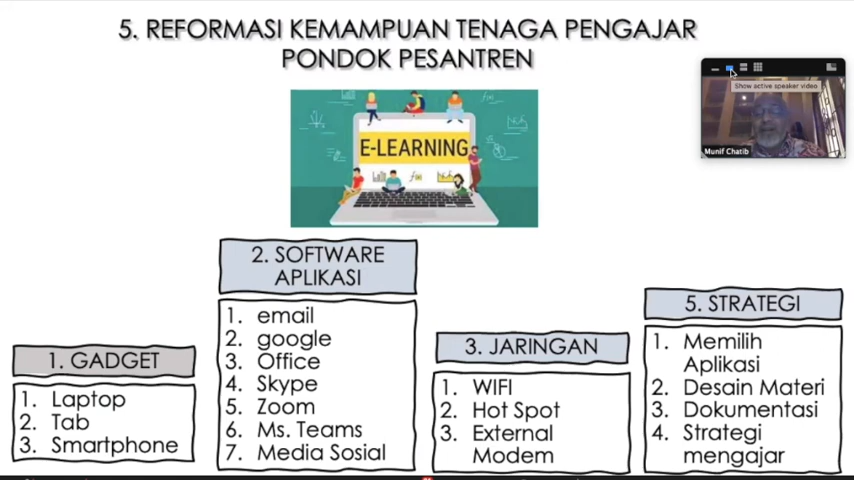 5. REFORMASI KEMAMPUAN TENAGA PENGAJAR
PONDOK PESANTREN
Show active speaker video
Munif Chatib
E-LEARNING
f(x)
f(x)
1. GADGET
1. Laptop
2. Tab
3. Smartphone
2. SOFTWARE
APLIKASI
1. email
2. google
3. Office
4. Skype
5. Zoom
6. Ms. Teams
7. Media Sosial
3. JARINGAN
1. WIFI
2. Hot Spot
3. External
Modem
5. STRATEGI
1. Memilih
Aplikasi
2. Desain Materi
3. Dokumentasi
4. Strategi
mengajar